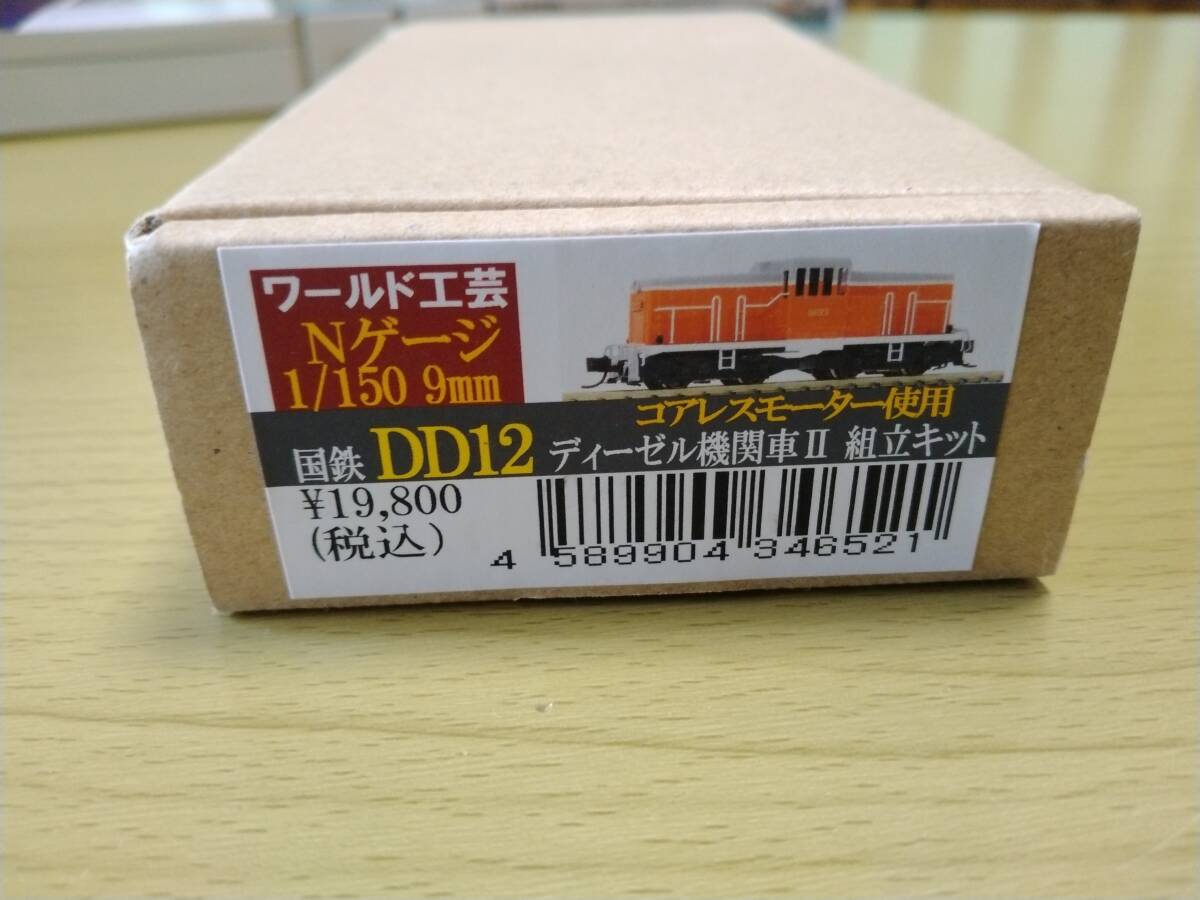 ワールド工芸
Nゲージ
1/150 9mm
コアレスモーター使用
国鉄 DD12 ディーゼル機関車Ⅱ 組立キット
¥19,800
(税込)
4 589904 346521